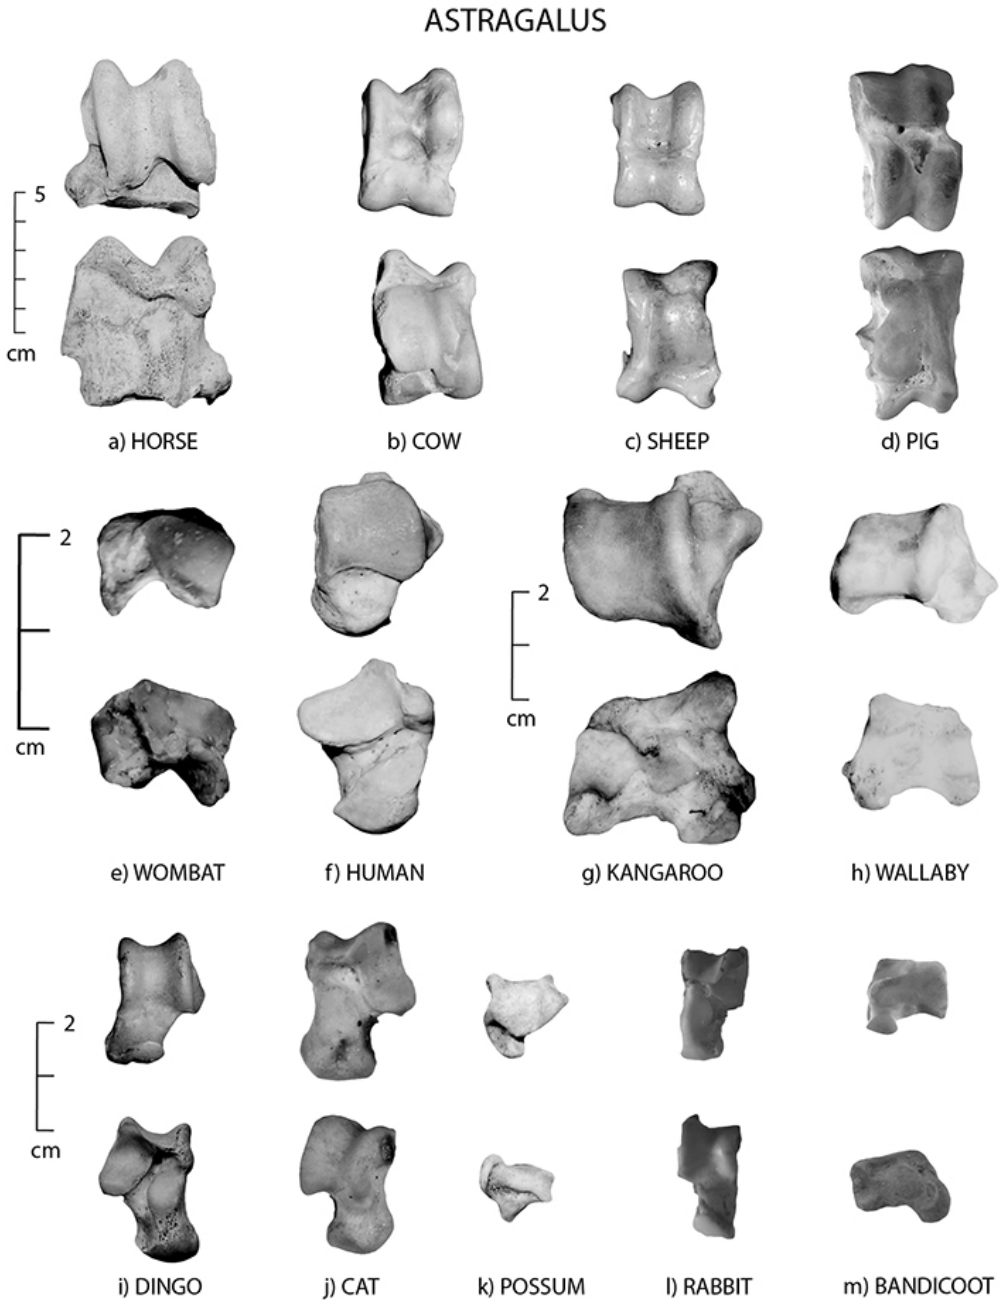 ASTRAGALUS
5
cm
a) HORSE
b) COW
c) SHEEP
d) PIG
2
cm
2
cm
e) WOMBAT
f) HUMAN
g) KANGAROO
h) WALLABY
2
cm
i) DINGO
j) CAT
k) POSSUM
l) RABBIT
m) BANDICOOT